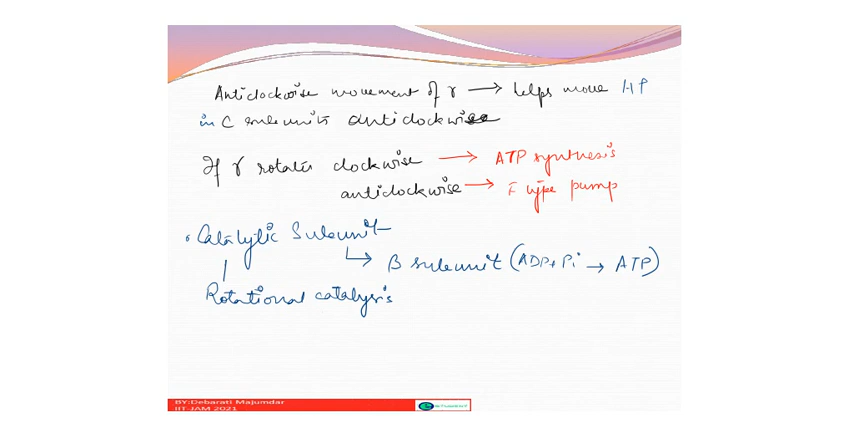 Anticlockwise movement of γ → helps move H+
in C subunits anticlockwise
If γ rotates clockwise → ATP synthesis
anticlockwise → F type pump
• Catalytic Subunit
↳ β subunit (ADP+Pi → ATP)
Rotational catalysis
BY:Debarati Majumdar
IIT-JAM 2021